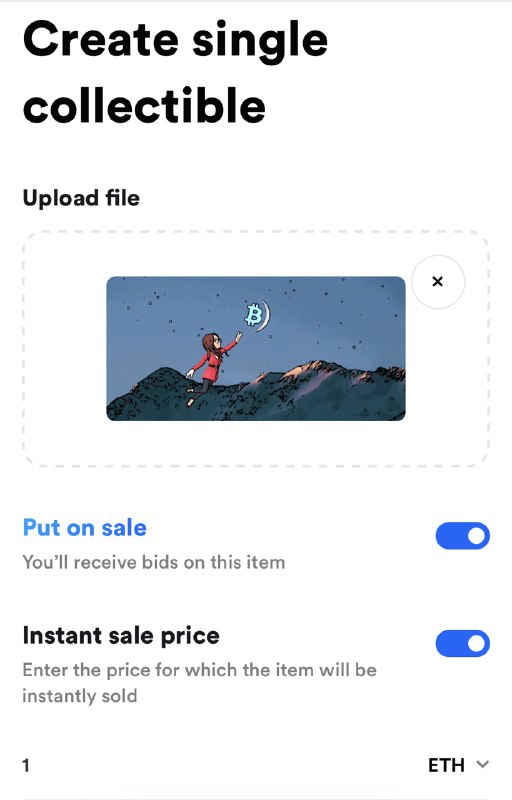 Create single
collectible
Upload file
Put on sale
You’ll receive bids on this item
Instant sale price
Enter the price for which the item will be
instantly sold
1 ETH